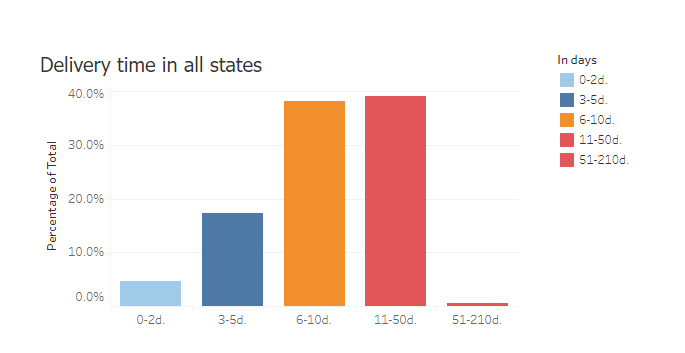 Delivery time in all states
In days
0-2d.
3-5d.
6-10d.
11-50d.
51-210d.
Percentage of Total
40.0%
30.0%
20.0%
10.0%
0.0%
0-2d. 3-5d. 6-10d. 11-50d. 51-210d.